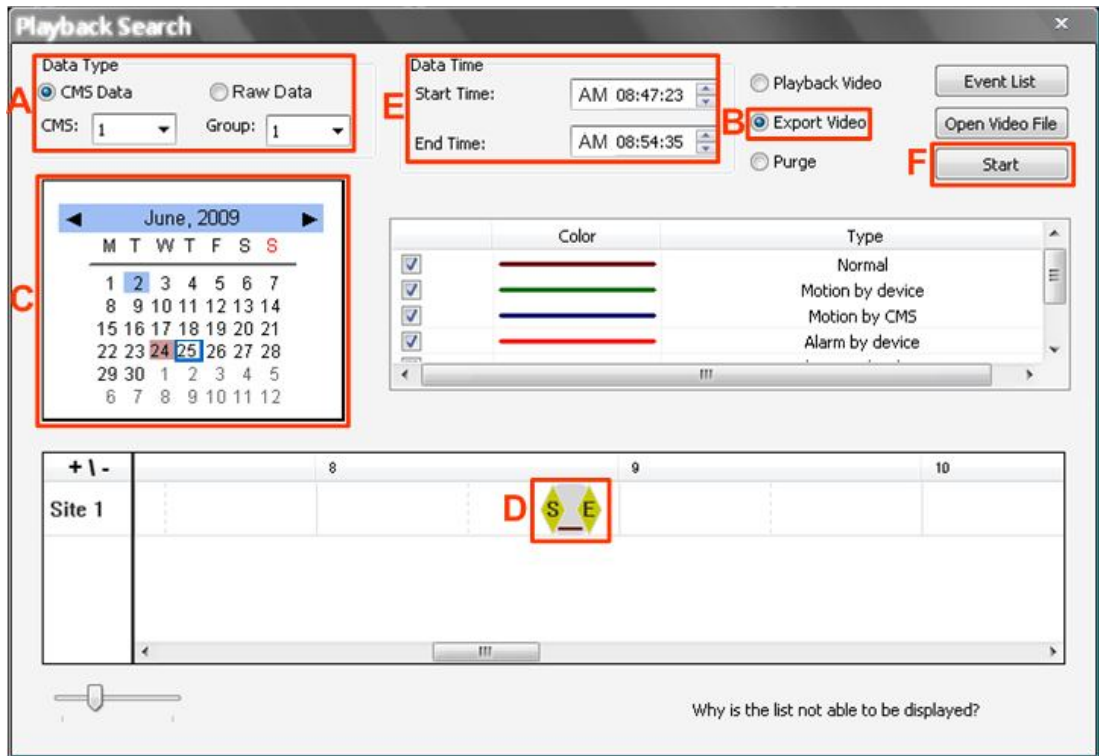 Playback Search
Data Type
A
CMS Data
Raw Data
CMS: 1
Group: 1
Data Time
E
Start Time: AM 08:47:23
End Time: AM 08:54:35
Playback Video
B
Export Video
Purge
Event List
Open Video File
F
Start
C
June, 2009
M T W T F S S
1 2 3 4 5 6 7
8 9 10 11 12 13 14
15 16 17 18 19 20 21
22 23 24 25 26 27 28
29 30 1 2 3 4 5
6 7 8 9 10 11 12
Color Type
Normal
Motion by device
Motion by CMS
Alarm by device
+ \ - 8 9 10
Site 1
D
S E
Why is the list not able to be displayed?